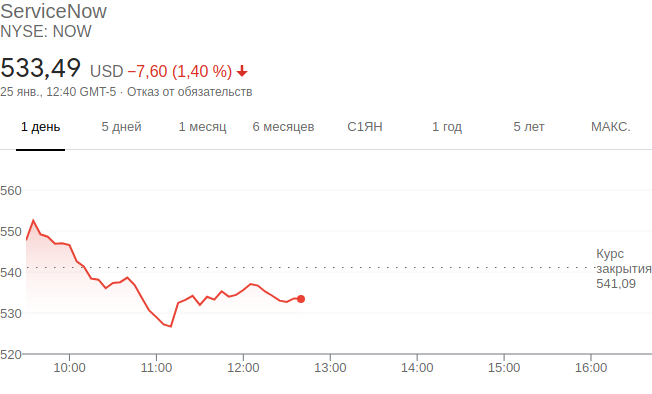 ServiceNow
NYSE: NOW
533,49 USD −7,60 (1,40 %)
25 янв., 12:40 GMT-5 · Отказ от обязательств
1 день 5 дней 1 месяц 6 месяцев С1ЯН 1 год 5 лет МАКС.
560
550
Курс
540
закрытия
541,09
530
520
10:00 11:00 12:00 13:00 14:00 15:00 16:00